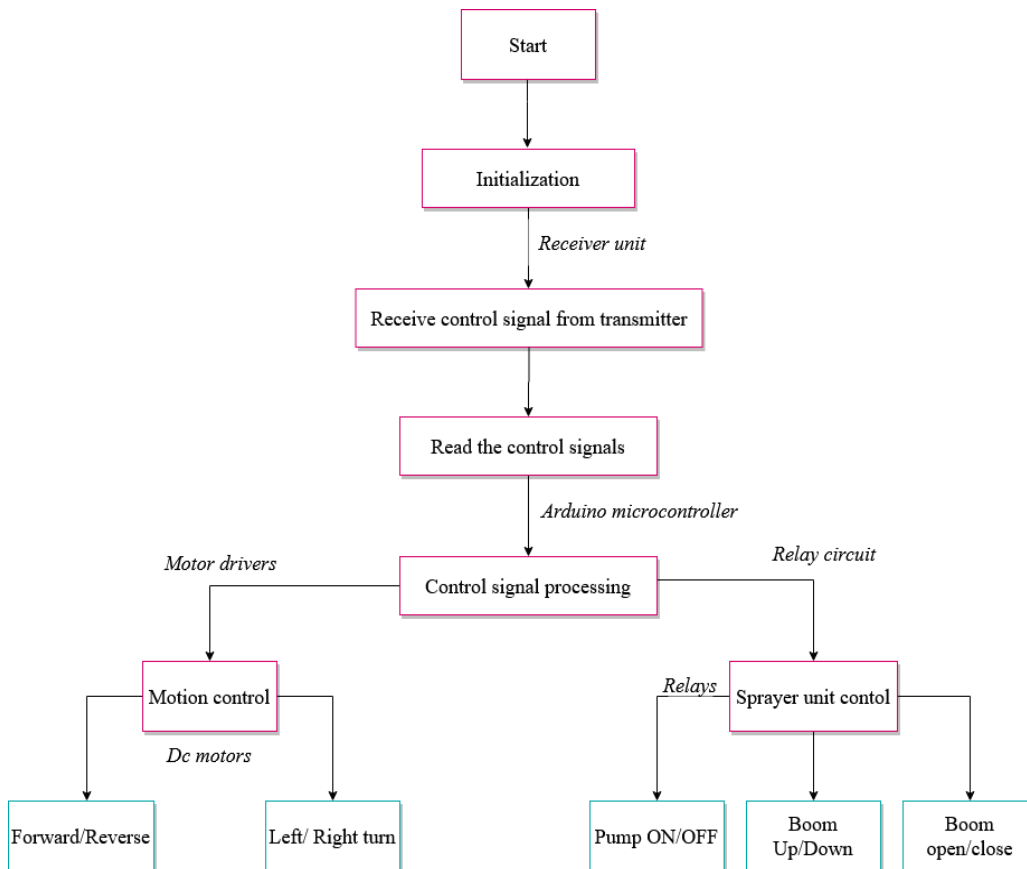 Start
Initialization
Receiver unit
Receive control signal from transmitter
Read the control signals
Arduino microcontroller
Motor drivers
Relay circuit
Control signal processing
Motion control
Relays
Sprayer unit contol
Dc motors
Forward/Reverse
Left/ Right turn
Pump ON/OFF
Boom
Up/Down
Boom
open/close